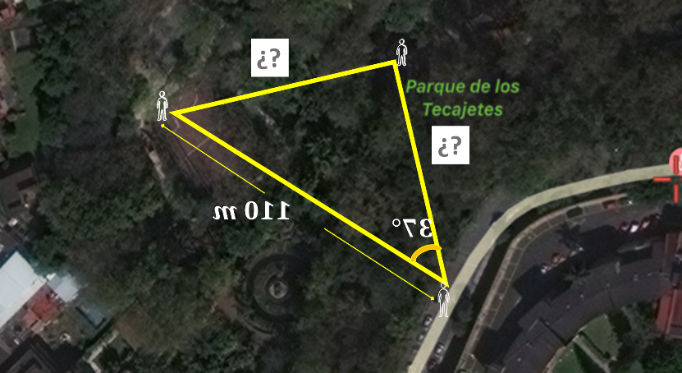 ¿?
Parque de los
Tecajetes
¿?
110 m
37°